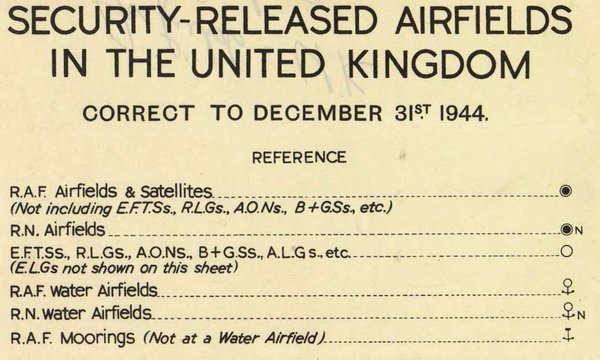 SECURITY-RELEASED AIRFIELDS
IN THE UNITED KINGDOM
CORRECT TO DECEMBER 31ST 1944.
REFERENCE
R.A.F. Airfields & Satellites
(Not including E.F.T.Ss., R.L.Gs., A.O.Ns., B+G.Ss., etc.)
R.N. Airfields N
E.F.T.Ss., R.L.Gs., A.O.Ns., B+G.Ss., A.L.Gs., etc.
(E.L.Gs not shown on this sheet)
R.A.F. Water Airfields
R.N. Water Airfields N
R.A.F. Moorings (Not at a Water Airfield)